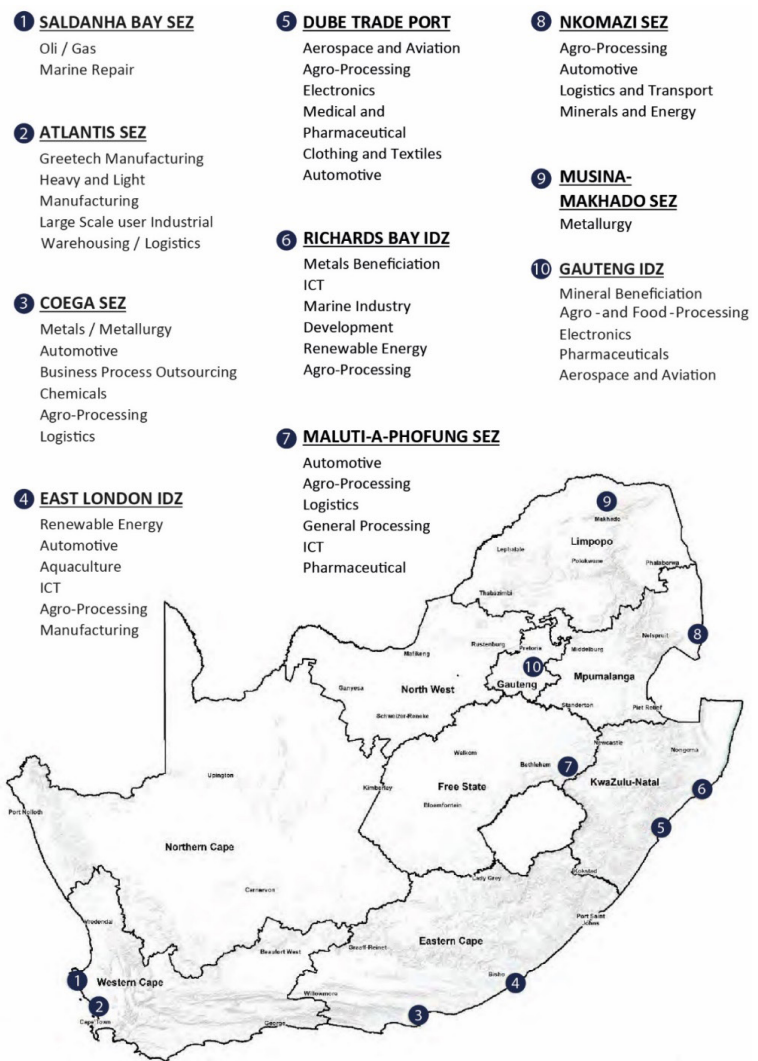 1 SALDANHA BAY SEZ
Oli / Gas
Marine Repair
2 ATLANTIS SEZ
Greetech Manufacturing
Heavy and Light
Manufacturing
Large Scale user Industrial
Warehousing / Logistics
3 COEGA SEZ
Metals / Metallurgy
Automotive
Business Process Outsourcing
Chemicals
Agro-Processing
Logistics
4 EAST LONDON IDZ
Renewable Energy
Automotive
Aquaculture
ICT
Agro-Processing
Manufacturing
5 DUBE TRADE PORT
Aerospace and Aviation
Agro-Processing
Electronics
Medical and
Pharmaceutical
Clothing and Textiles
Automotive
6 RICHARDS BAY IDZ
Metals Beneficiation
ICT
Marine Industry
Development
Renewable Energy
Agro-Processing
7 MALUTI-A-PHOFUNG SEZ
Automotive
Agro-Processing
Logistics
General Processing
ICT
Pharmaceutical
8 NKOMAZI SEZ
Agro-Processing
Automotive
Logistics and Transport
Minerals and Energy
9 MUSINA-
MAKHADO SEZ
Metallurgy
10 GAUTENG IDZ
Mineral Beneficiation
Agro - and Food - Processing
Electronics
Pharmaceuticals
Aerospace and Aviation
9
Makhado
Limpopo
Lephalale
Polokwane
Phalaborwa
Thabazimbi
Nelspruit
8
Rustenburg
Pretoria
Middelburg
Mafikeng
10
Gauteng
Mpumalanga
Ganyesa
North West
Standerton
Piet Retief
Schweizer-Reneke
Newcastle
Nongoma
Welkom
Bethlehem
7
KwaZulu-Natal
Upington
Kimberley
Free State
6
Bloemfontein
Port Nolloth
5
Northern Cape
Lady Grey
Kokstad
Carnarvon
Port Saint
Johns
Vredendal
Eastern Cape
Beaufort West
Graaff-Reinet
Bisho
4
1
Western Cape
Willowmore
2
3
Cape Town
George